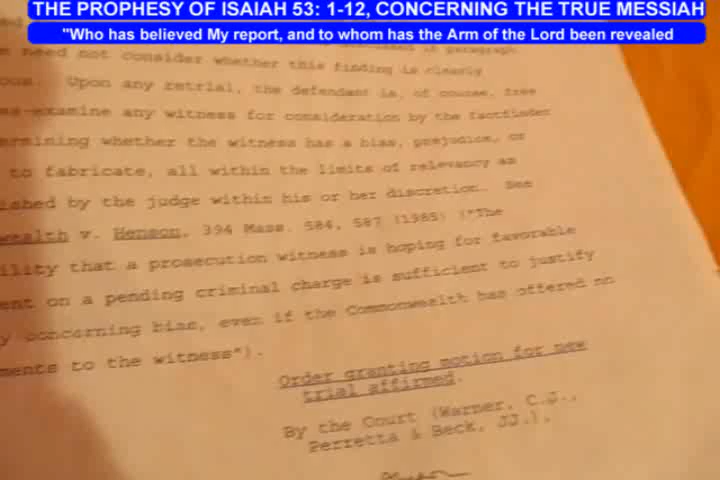 THE PROPHESY OF ISAIAH 53: 1-12, CONCERNING THE TRUE MESSIAH
"Who has believed My report, and to whom has the Arm of the Lord been revealed
in paragraph
need not consider whether this finding is clearly
Upon any retrial, the defendant is, of course, free
examine any witness for consideration by the factfinder
ermining whether the witness has a bias, prejudice, or
to fabricate, all within the limits of relevancy as
ished by the judge within his or her discretion. See
wealth v. Henson, 394 Mass. 584, 587 (1985) ("The
ility that a prosecution witness is hoping for favorable
ent on a pending criminal charge is sufficient to justify
y concerning bias, even if the Commonwealth has offered no
ments to the witness").
Order granting motion for new
trial affirmed.
By the Court (Warner, C.J.,
Perretta & Beck, JJ.),